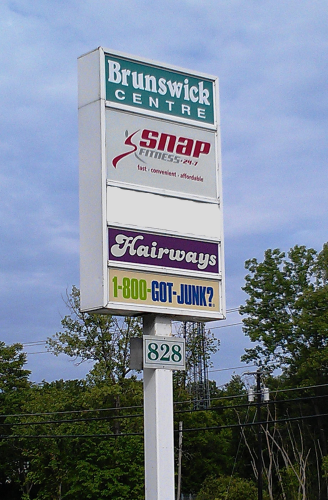 Brunswick
CENTRE
SNAP
FITNESS 24-7
fast · convenient · affordable
Hairways
1-800-GOT-JUNK?
828